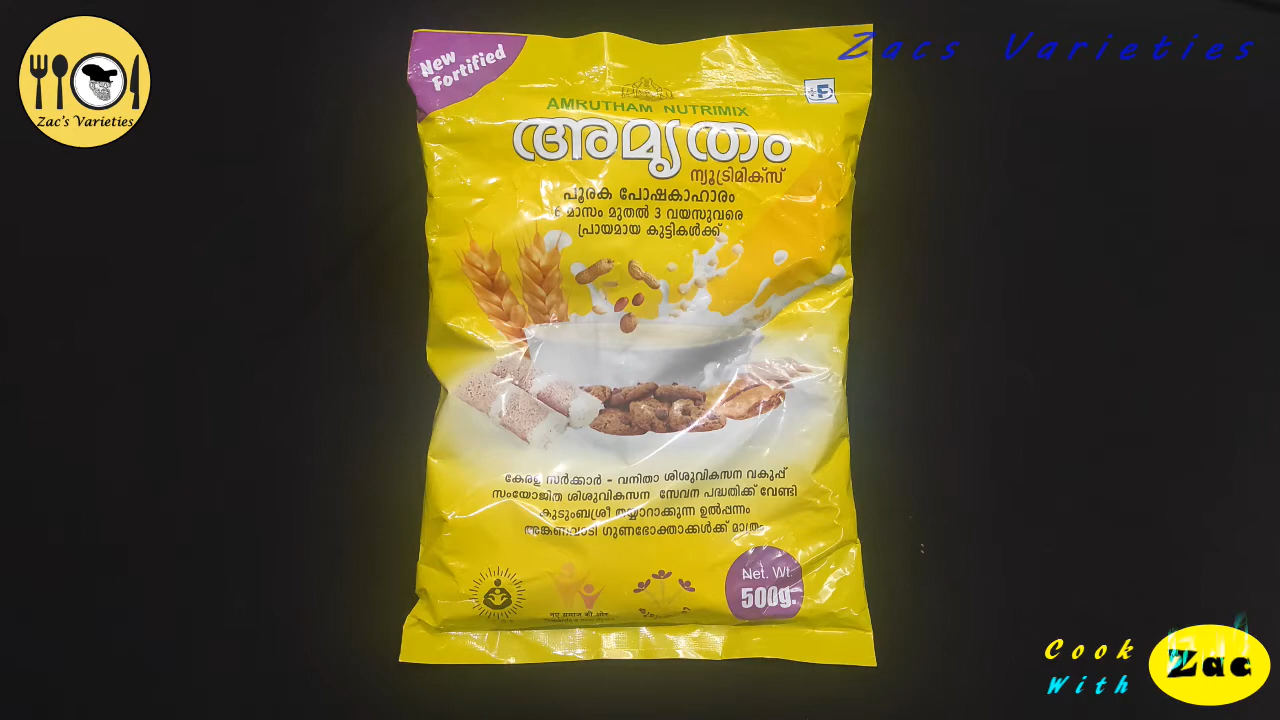 Zac's Varieties
Zacs Varieties
New
Fortified
+F
AMRUTHAM NUTRIMIX
അമൃതം
ന്യൂട്രിമിക്സ്
പൂരക പോഷകാഹാരം
6 മാസം മുതൽ 3 വയസുവരെ
പ്രായമായ കുട്ടികൾക്ക്
കേരള സർക്കാർ - വനിതാ ശിശുവികസന വകുപ്പ്
സംയോജിത ശിശുവികസന സേവന പദ്ധതിക്ക് വേണ്ടി
കുടുംബശ്രീ തയ്യാറാക്കുന്ന ഉൽപ്പന്നം
അങ്കണവാടി ഗുണഭോക്താക്കൾക്ക് മാത്രം
Net. Wt.
500g.
Cook
With
Zac